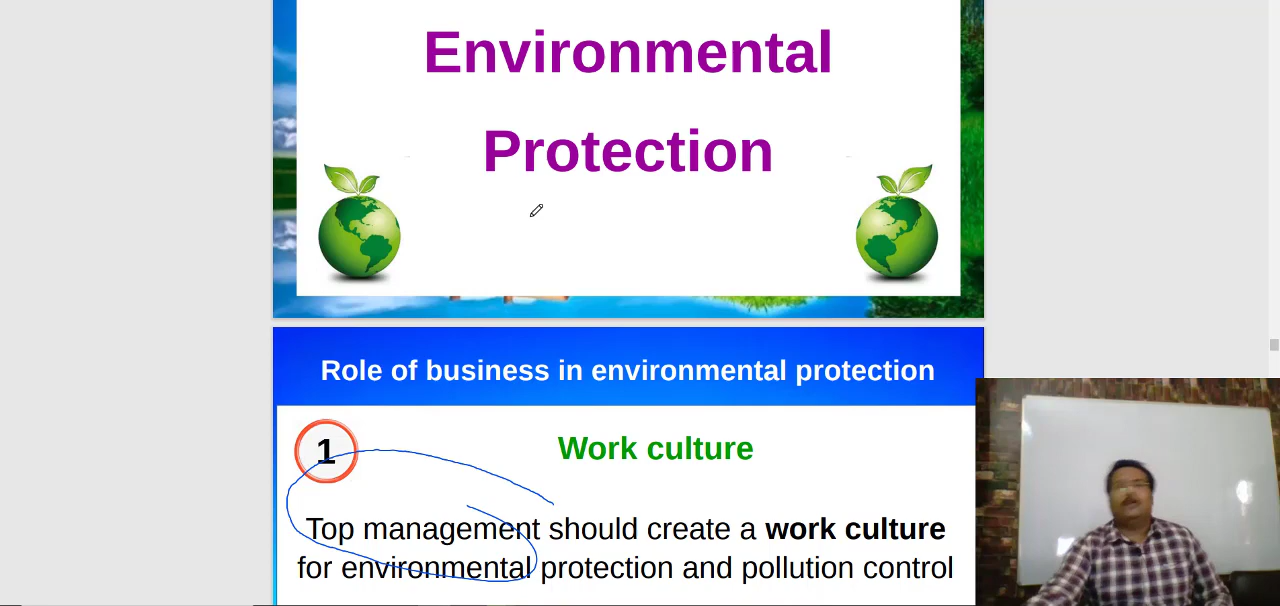 Environmental
Protection
Role of business in environmental protection
1
Work culture
Top management should create a work culture
for environmental protection and pollution control